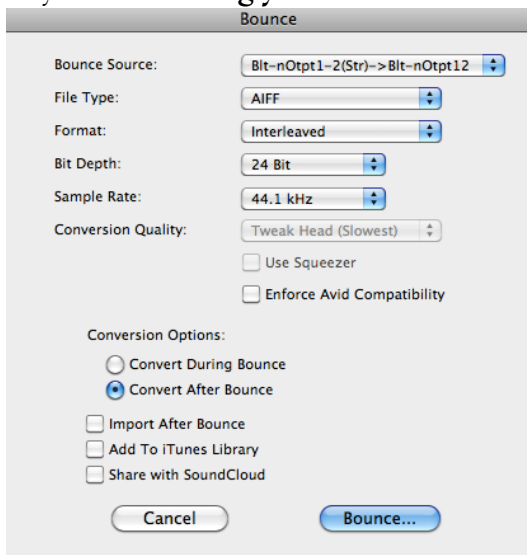 Bounce
Bounce Source: Blt-nOtpt1-2(Str)->Blt-nOtpt12
File Type: AIFF
Format: Interleaved
Bit Depth: 24 Bit
Sample Rate: 44.1 kHz
Conversion Quality: Tweak Head (Slowest)
Use Squeezer
Enforce Avid Compatibility
Conversion Options:
Convert During Bounce
Convert After Bounce
Import After Bounce
Add To iTunes Library
Share with SoundCloud
Cancel Bounce...